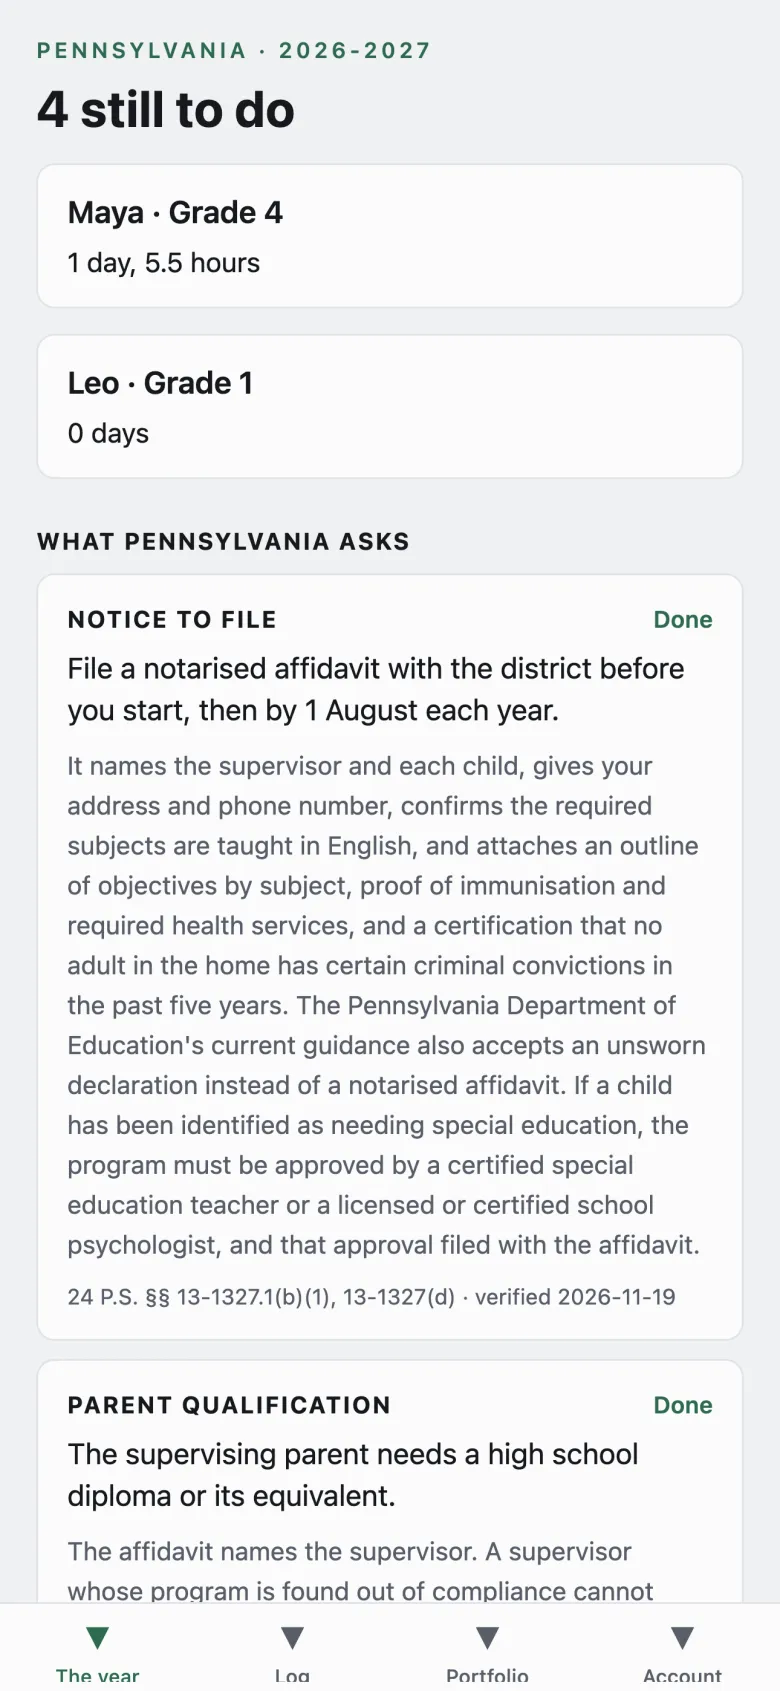 PENNSYLVANIA · 2026-2027
4 still to do
Maya · Grade 4
1 day, 5.5 hours
Leo · Grade 1
0 days
WHAT PENNSYLVANIA ASKS
NOTICE TO FILE
Done
File a notarised affidavit with the district before
you start, then by 1 August each year.
It names the supervisor and each child, gives your
address and phone number, confirms the required
subjects are taught in English, and attaches an outline
of objectives by subject, proof of immunisation and
required health services, and a certification that no
adult in the home has certain criminal convictions in
the past five years. The Pennsylvania Department of
Education's current guidance also accepts an unsworn
declaration instead of a notarised affidavit. If a child
has been identified as needing special education, the
program must be approved by a certified special
education teacher or a licensed or certified school
psychologist, and that approval filed with the affidavit.
24 P.S. §§ 13-1327.1(b)(1), 13-1327(d) · verified 2026-11-19
PARENT QUALIFICATION
Done
The supervising parent needs a high school
diploma or its equivalent.
The affidavit names the supervisor. A supervisor
whose program is found out of compliance cannot
The year
Log
Portfolio
Account